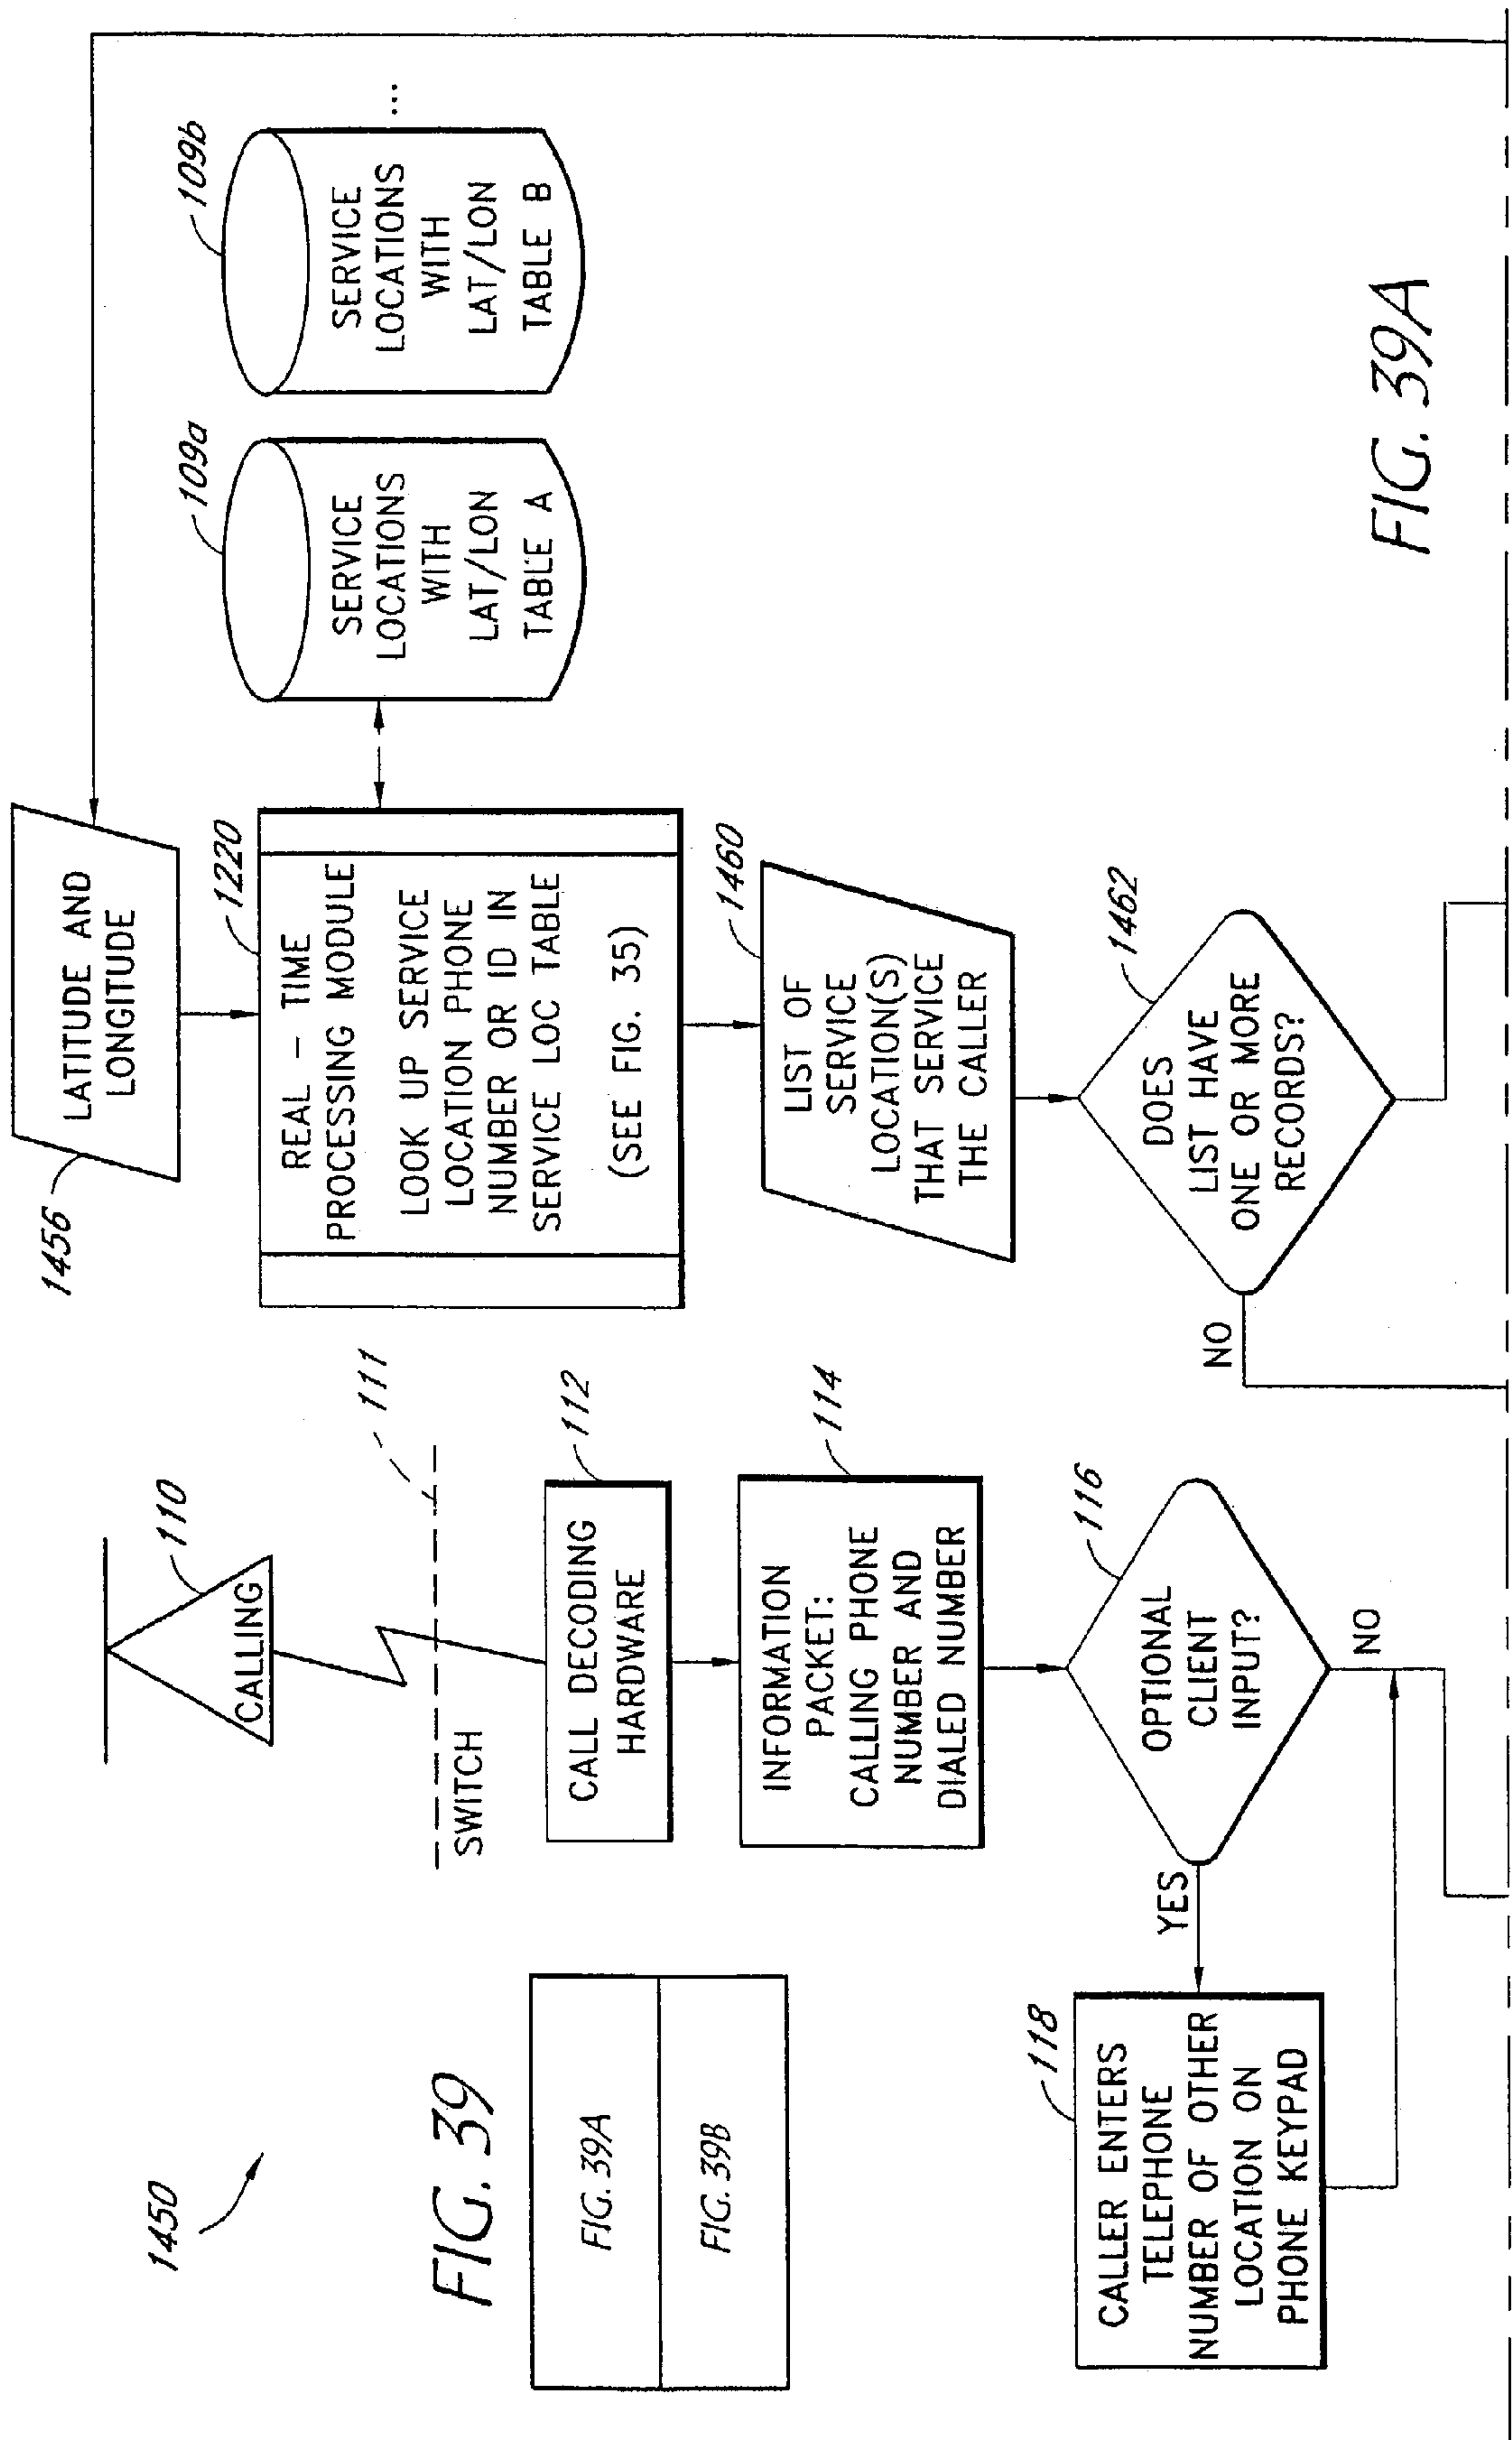 1450
FIG. 39
FIG. 39A
FIG. 39B
110
CALLING
111
SWITCH
112
CALL DECODING
HARDWARE
114
INFORMATION
PACKET:
CALLING PHONE
NUMBER AND
DIALED NUMBER
116
OPTIONAL
CLIENT
INPUT?
YES
NO
118
CALLER ENTERS
TELEPHONE
NUMBER OF OTHER
LOCATION ON
PHONE KEYPAD
1456
LATITUDE AND
LONGITUDE
1220
REAL - TIME
PROCESSING MODULE
LOOK UP SERVICE
LOCATION PHONE
NUMBER OR ID IN
SERVICE LOC TABLE
(SEE FIG. 35)
109a
SERVICE
LOCATIONS
WITH
LAT/LON
TABLE A
109b
SERVICE
LOCATIONS
WITH
LAT/LON
TABLE B
...
1460
LIST OF
SERVICE
LOCATION(S)
THAT SERVICE
THE CALLER
1462
DOES
LIST HAVE
ONE OR MORE
RECORDS?
NO
FIG. 39A